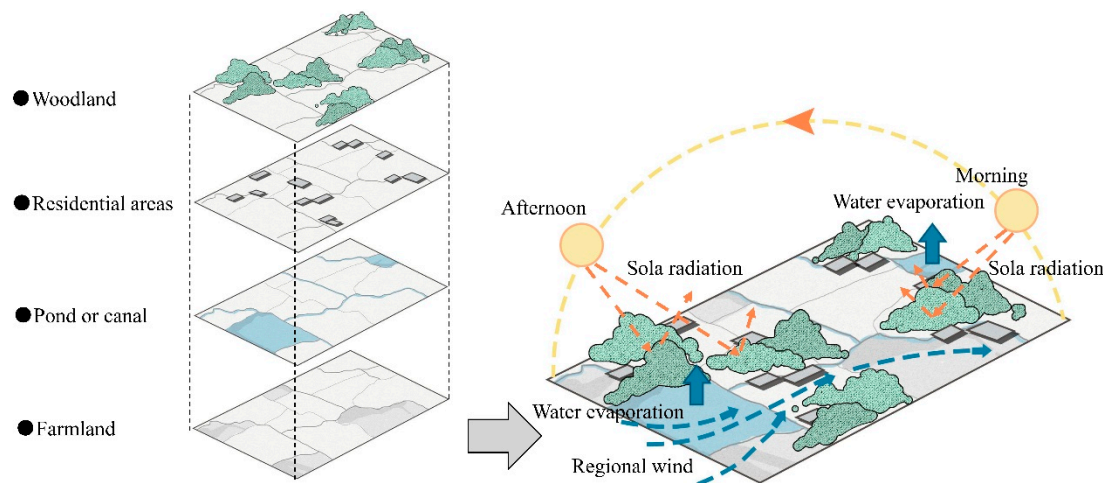 Woodland
Residential areas
Pond or canal
Farmland
Morning
Water evaporation
Afternoon
Sola radiation
Sola radiation
Water evaporation
Regional wind